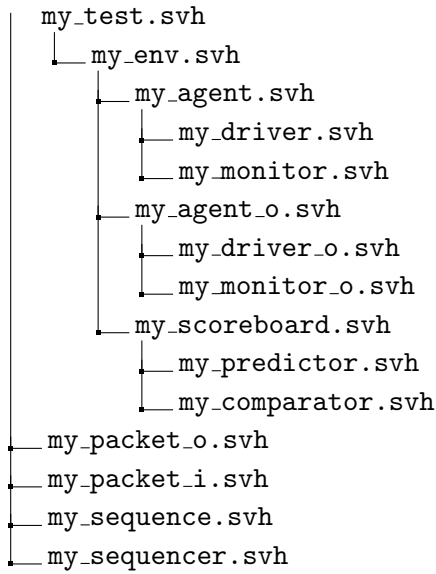 my_test.svh
my_env.svh
my_agent.svh
my_driver.svh
my_monitor.svh
my_agent_o.svh
my_driver_o.svh
my_monitor_o.svh
my_scoreboard.svh
my_predictor.svh
my_comparator.svh
my_packet_o.svh
my_packet_i.svh
my_sequence.svh
my_sequencer.svh